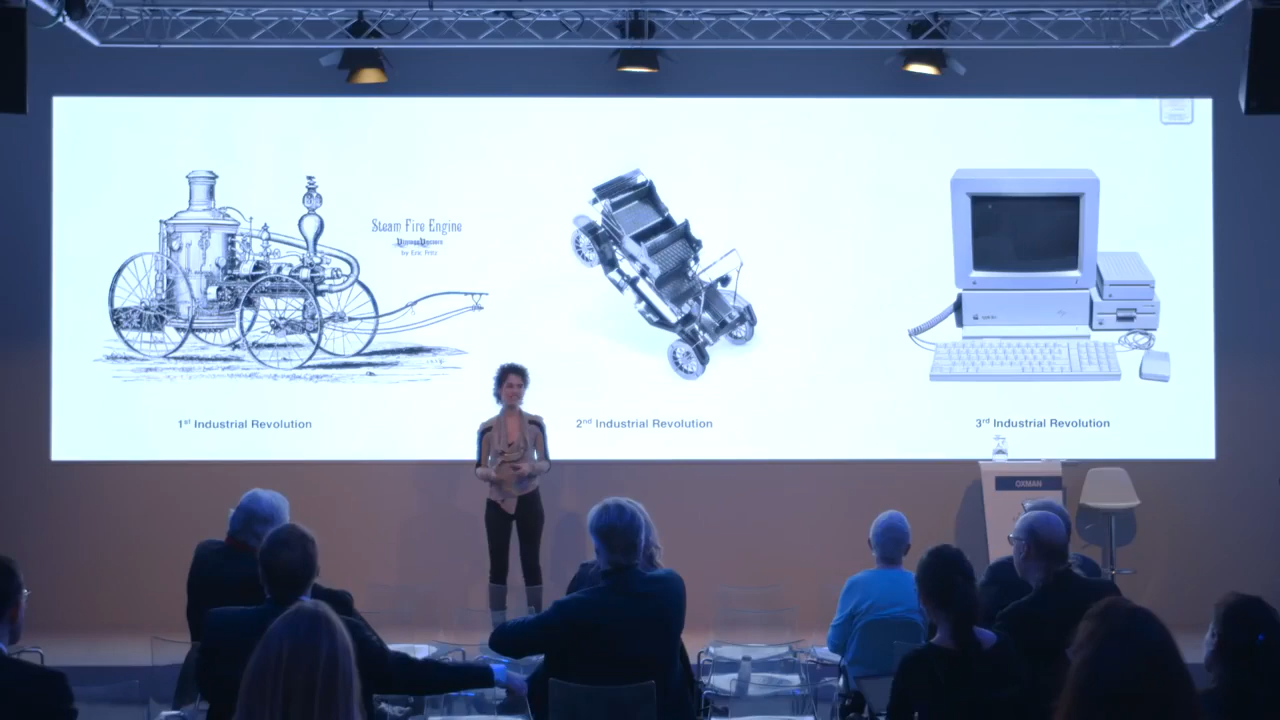 Steam Fire Engine
by Eric Fritz
1st Industrial Revolution
2nd Industrial Revolution
3rd Industrial Revolution
OXMAN